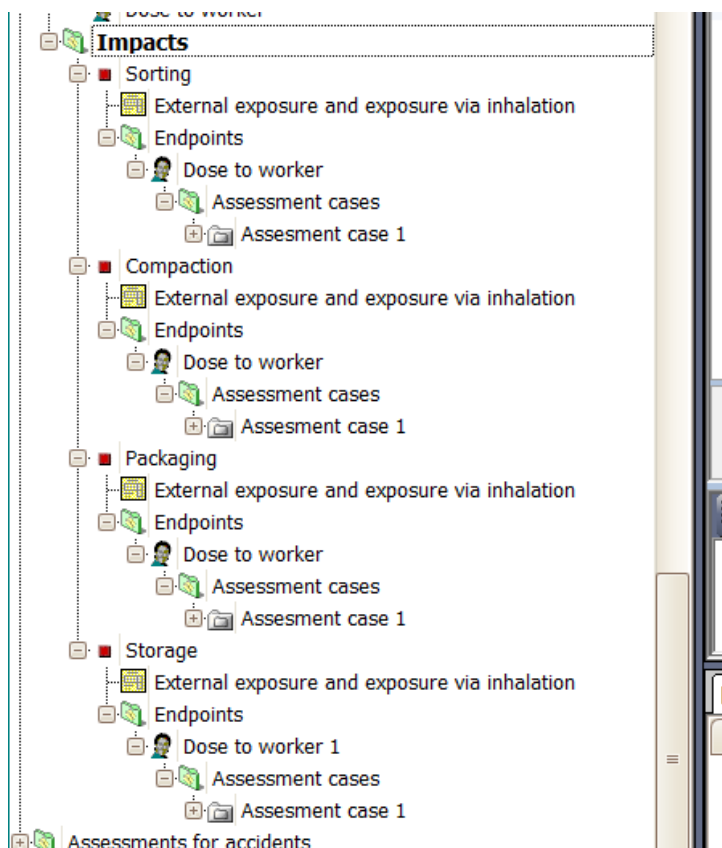 Dose to worker
Impacts
Sorting
External exposure and exposure via inhalation
Endpoints
Dose to worker
Assessment cases
Assesment case 1
Compaction
External exposure and exposure via inhalation
Endpoints
Dose to worker
Assessment cases
Assesment case 1
Packaging
External exposure and exposure via inhalation
Endpoints
Dose to worker
Assessment cases
Assesment case 1
Storage
External exposure and exposure via inhalation
Endpoints
Dose to worker 1
Assessment cases
Assesment case 1
Assessments for accidents